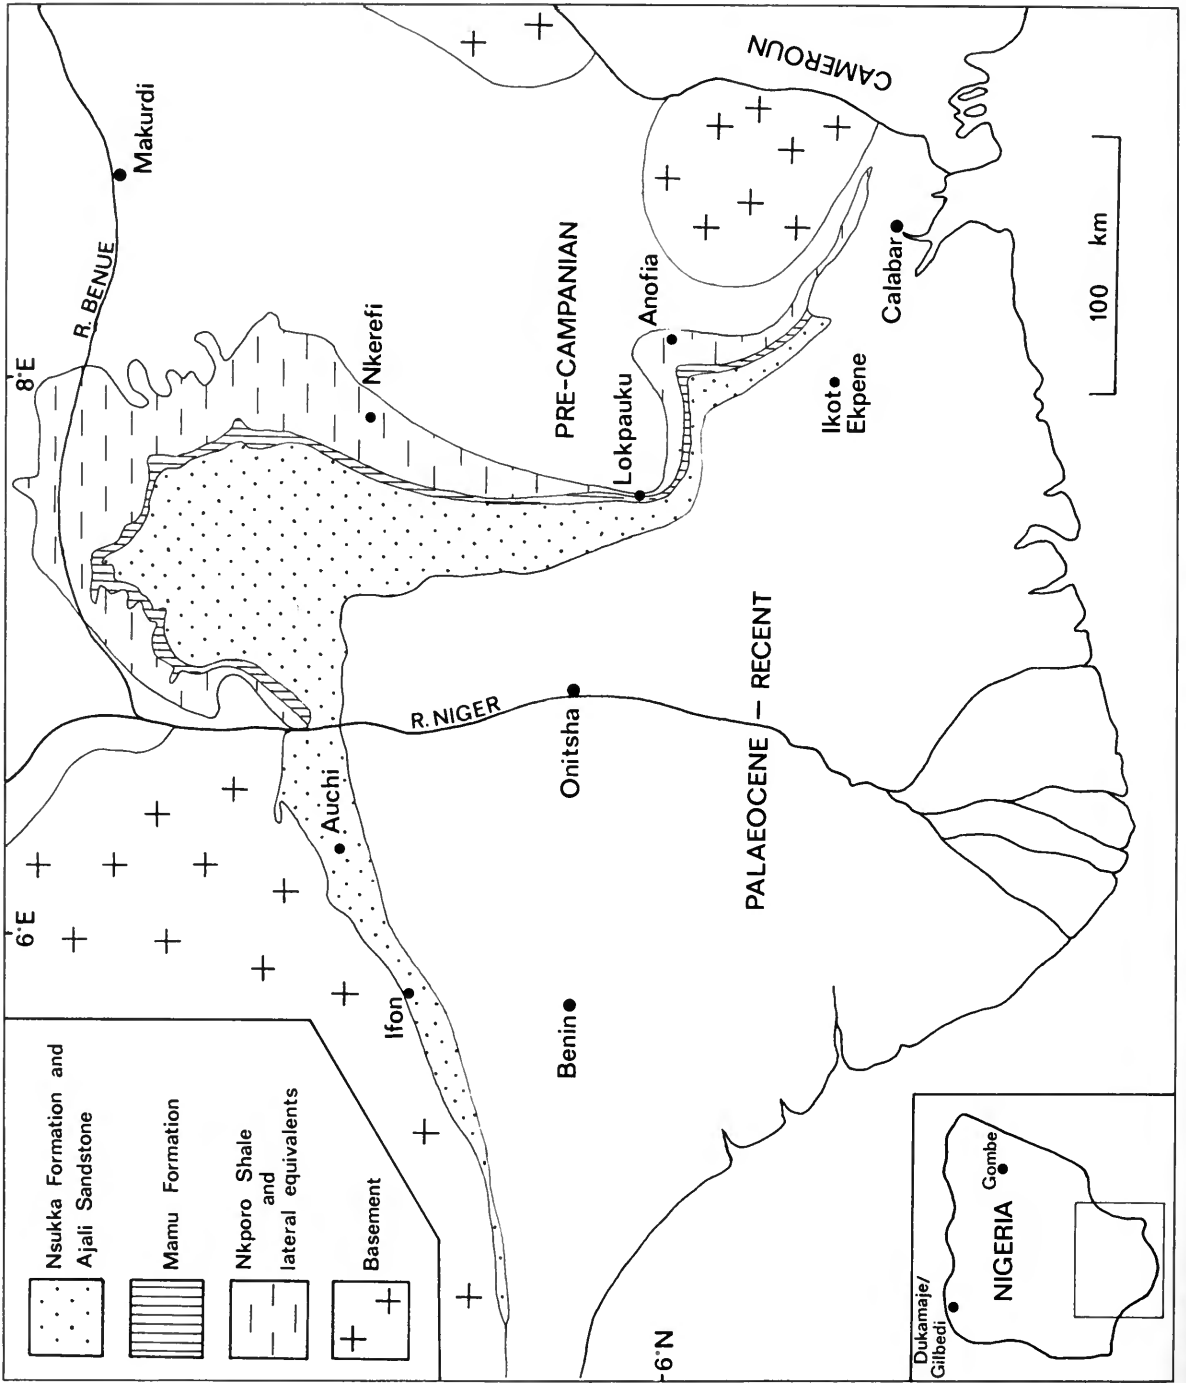 Nsukka Formation and
Ajali Sandstone
Mamu Formation
Nkporo Shale
and
lateral equivalents
Basement
6°E
8°E
6°N
R. BENUE
Makurdi
CAMEROUN
Nkerefi
PRE-CAMPANIAN
Anofia
Lokpauku
Calabar
Ikot
Ekpene
100 km
Auchi
R. NIGER
Onitsha
PALAEOCENE – RECENT
Ifon
Benin
Dukamaje/
Gilbedi
NIGERIA
Gombe